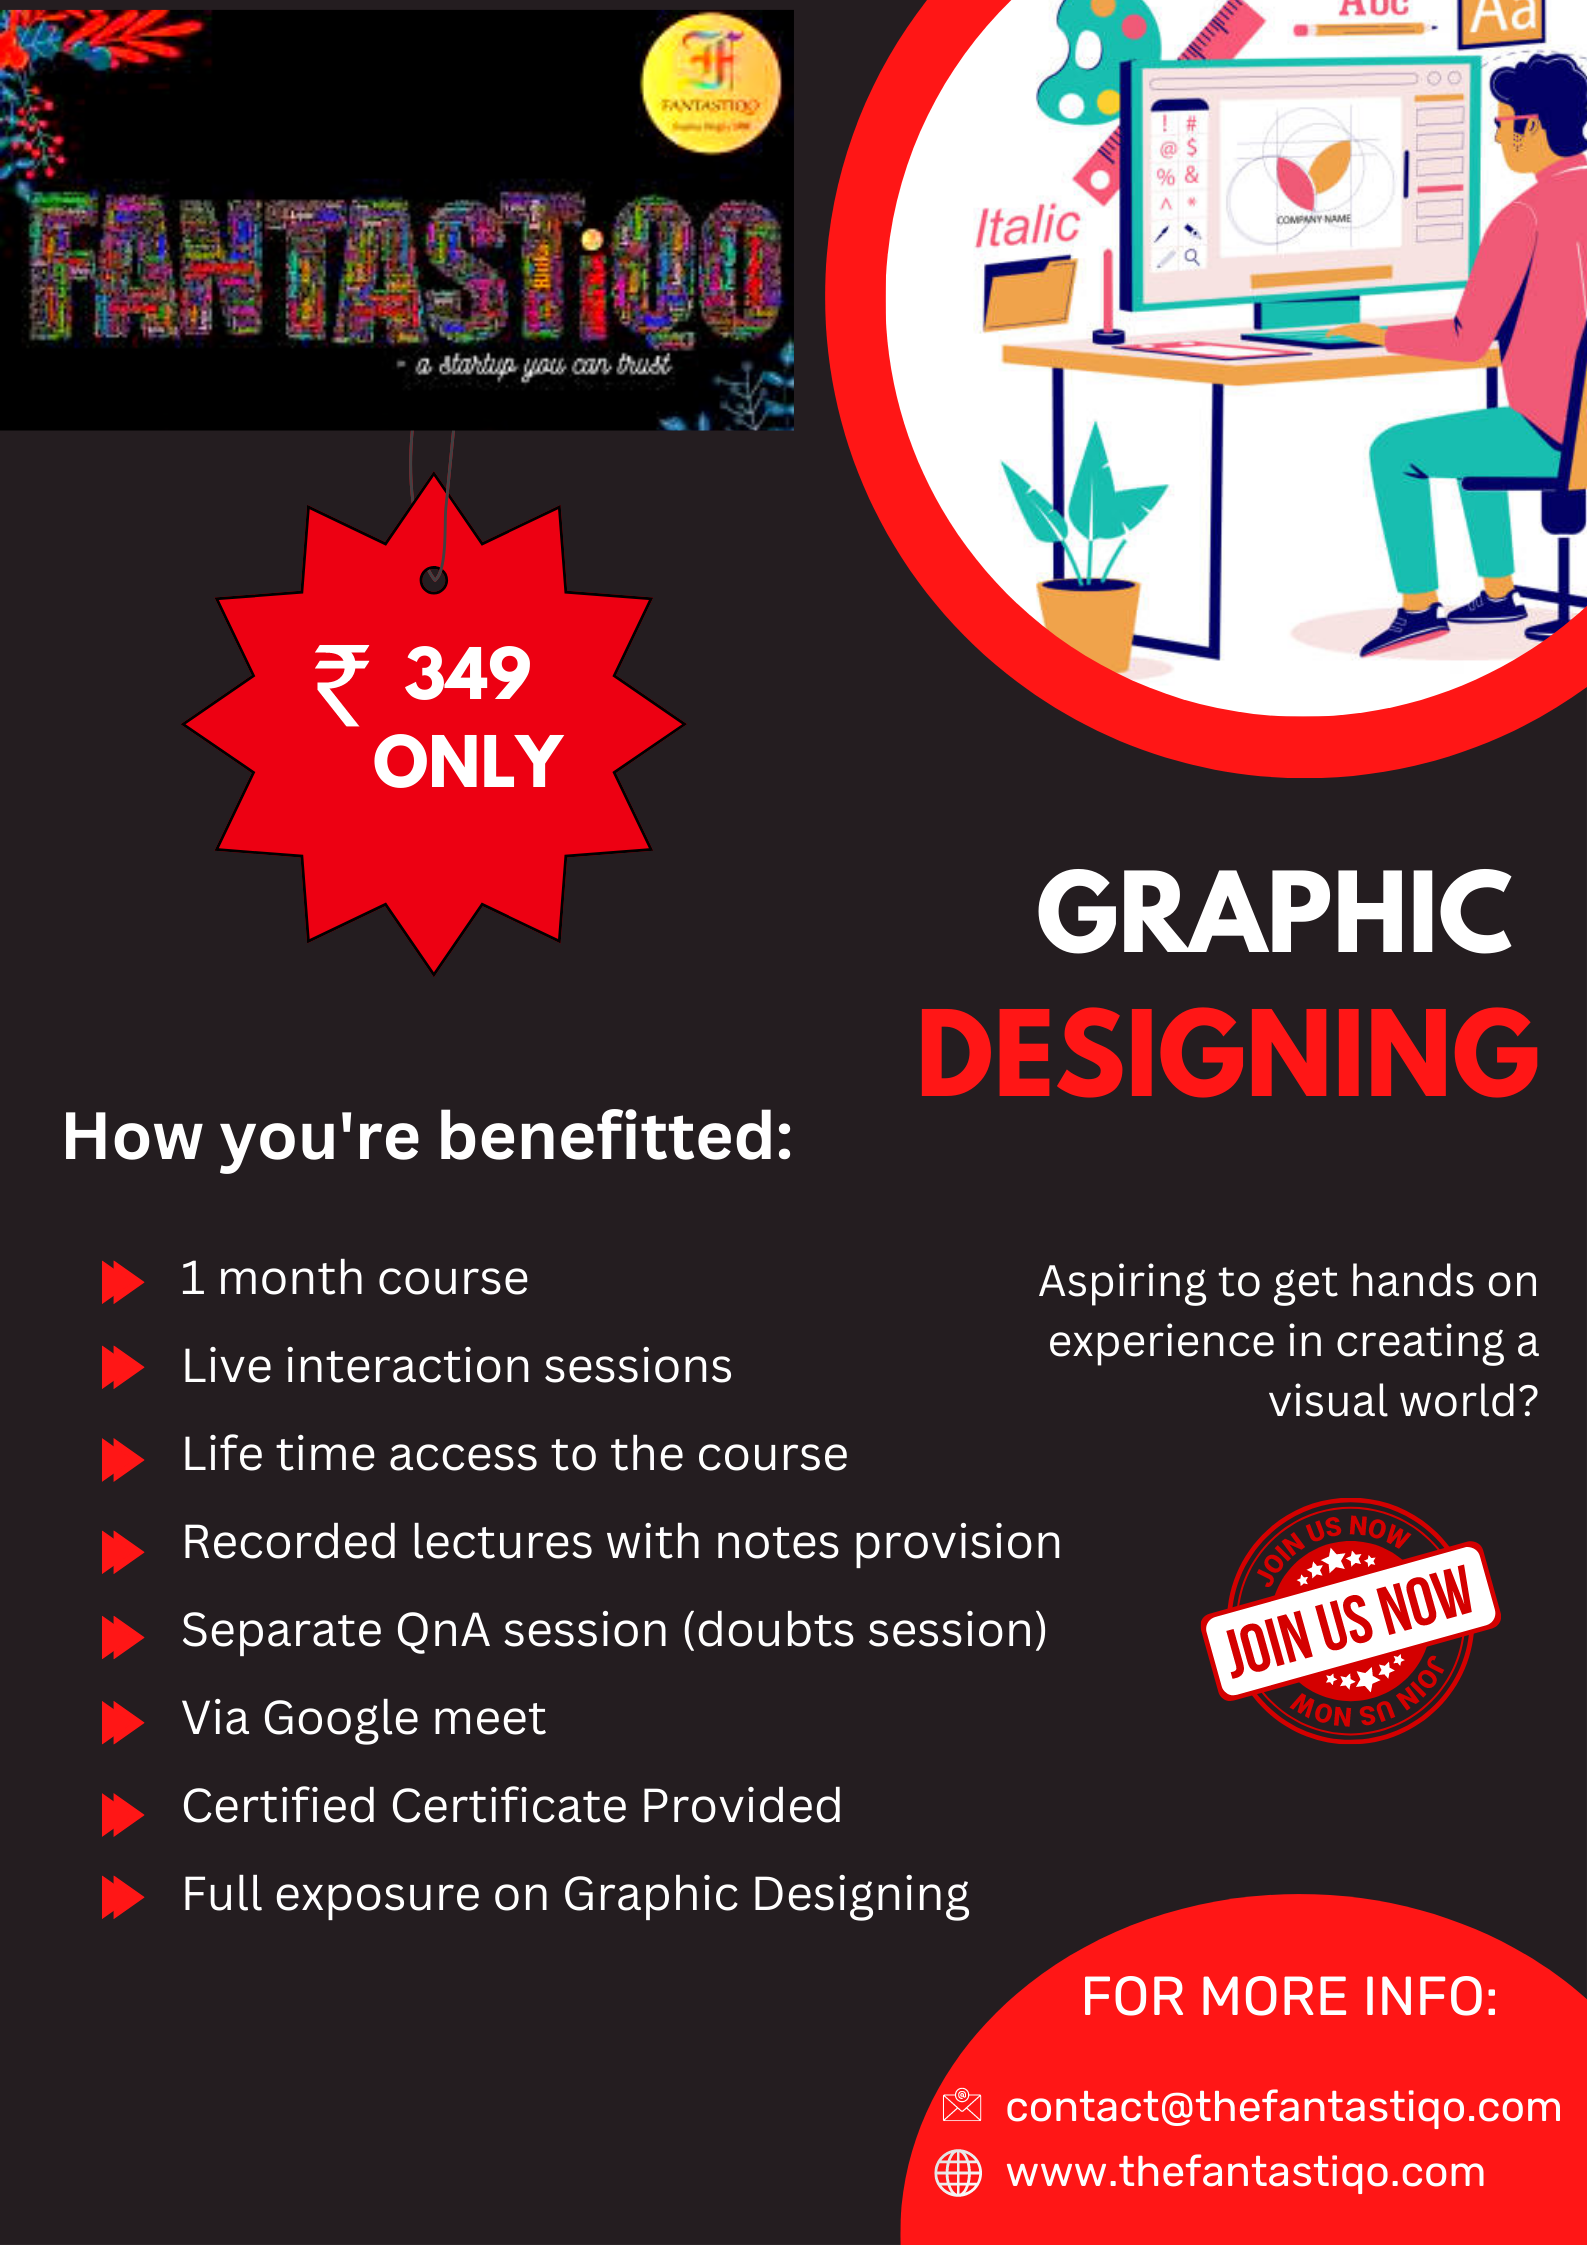 FANTASTIQO
FANTASTiQO
- a startup you can trust
Abc
Aa
! #
@ $
% &
^ *
COMPANY NAME
Italic
₹ 349
ONLY
GRAPHIC
DESIGNING
How you're benefitted:
1 month course
Live interaction sessions
Life time access to the course
Recorded lectures with notes provision
Separate QnA session (doubts session)
Via Google meet
Certified Certificate Provided
Full exposure on Graphic Designing
Aspiring to get hands on
experience in creating a
visual world?
JOIN US NOW
JOIN US NOW
JOIN US NOW
FOR MORE INFO:
contact@thefantastiqo.com
www.thefantastiqo.com